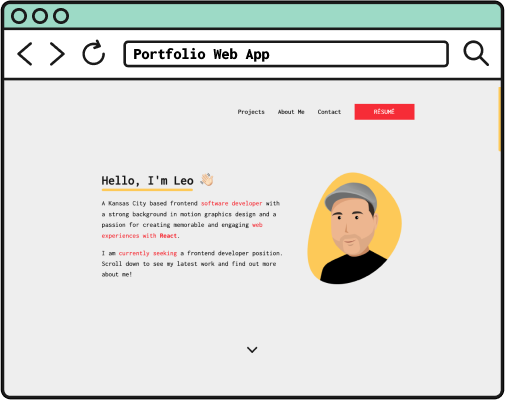 Portfolio Web App
Projects About Me Contact RÉSUMÉ
Hello, I'm Leo 👋🏻
A Kansas City based frontend software developer with
a strong background in motion graphics design and a
passion for creating memorable and engaging web
experiences with React.
I am currently seeking a frontend developer position.
Scroll down to see my latest work and find out more
about me!